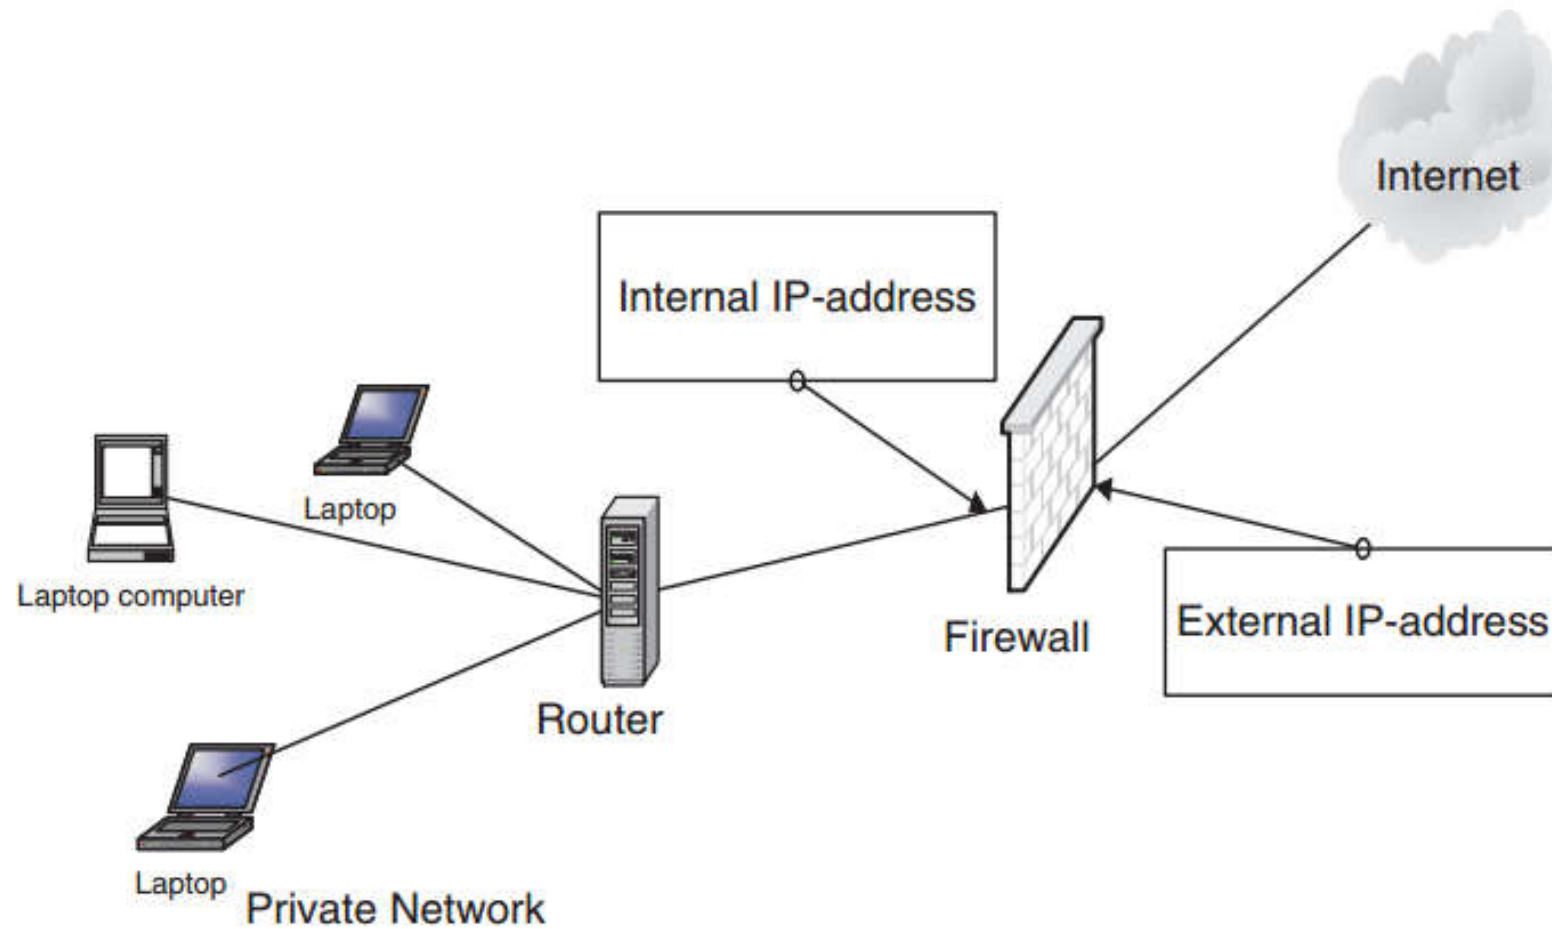 Internet
Internal IP-address
Laptop
Laptop computer
Firewall
External IP-address
Router
Laptop
Private Network